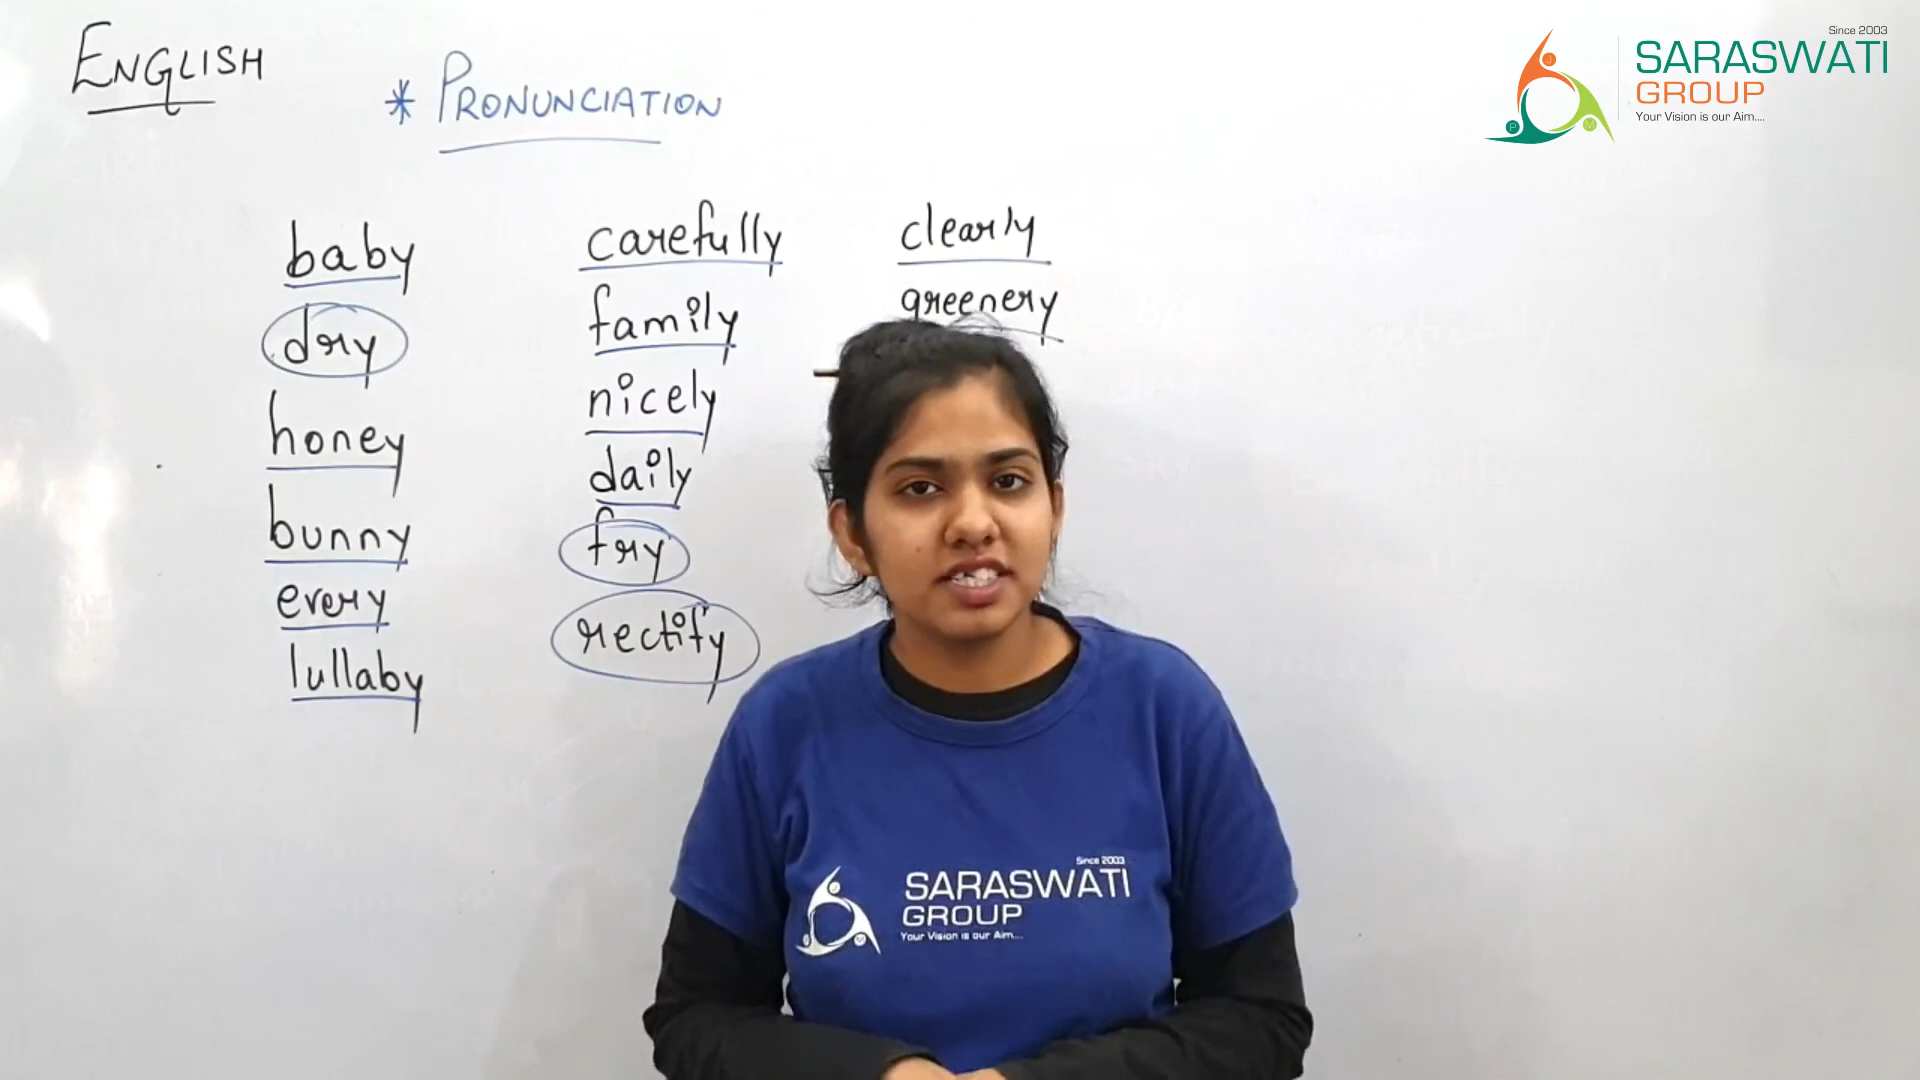 ENGLISH
* PRONUNCIATION
baby
dry
honey
bunny
every
lullaby
carefully
family
nicely
daily
fry
rectify
clearly
greenery
Since 2003
SARASWATI
GROUP
Your Vision is our Aim....
Since 2003
SARASWATI
GROUP
Your Vision is our Aim....